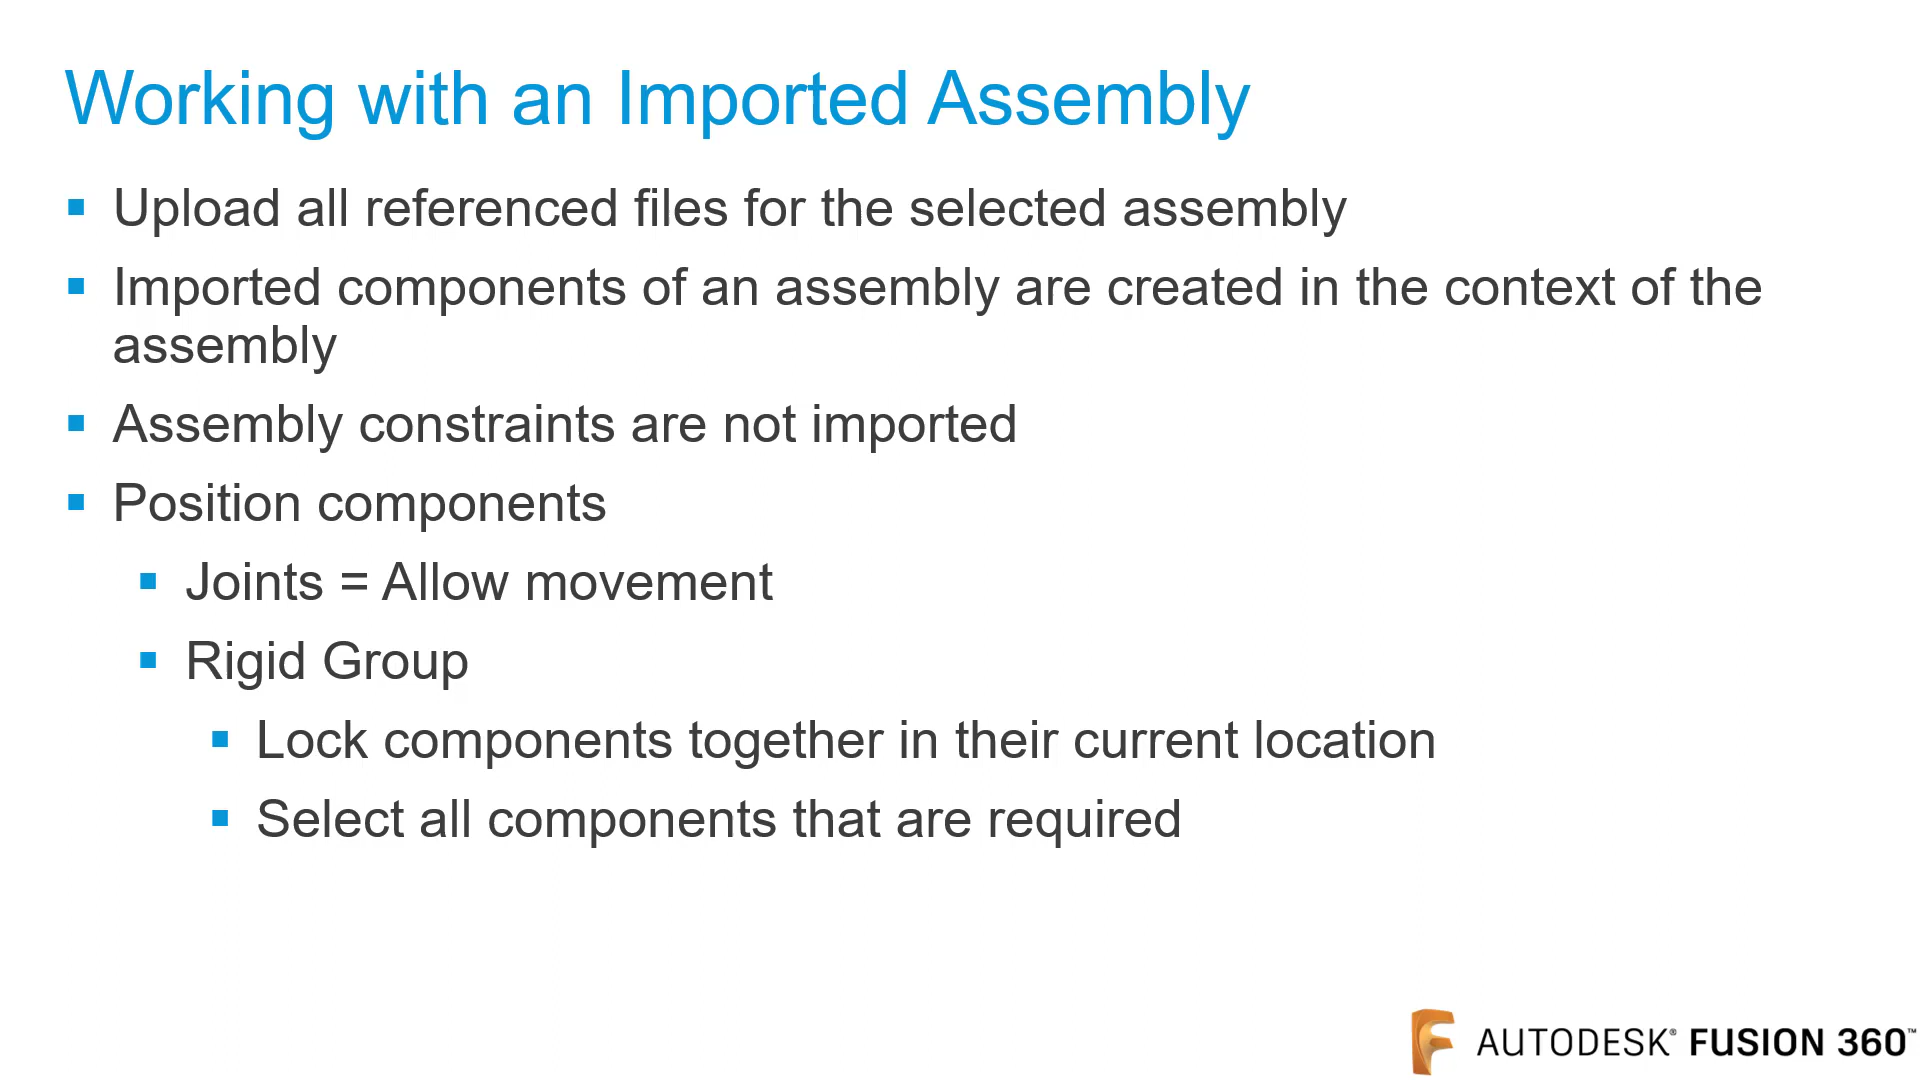 Working with an Imported Assembly
▪ Upload all referenced files for the selected assembly
▪ Imported components of an assembly are created in the context of the
assembly
▪ Assembly constraints are not imported
▪ Position components
▪ Joints = Allow movement
▪ Rigid Group
▪ Lock components together in their current location
▪ Select all components that are required
AUTODESK® FUSION 360™